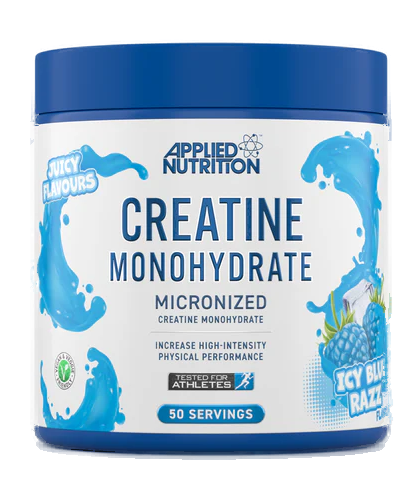 APPLIED
NUTRITION
JUICY
FLAVOURS
CREATINE
MONOHYDRATE
MICRONIZED
CREATINE MONOHYDRATE
INCREASE HIGH-INTENSITY
PHYSICAL PERFORMANCE
TESTED FOR
ATHLETES
50 SERVINGS
ICY BLUE
RAZZ